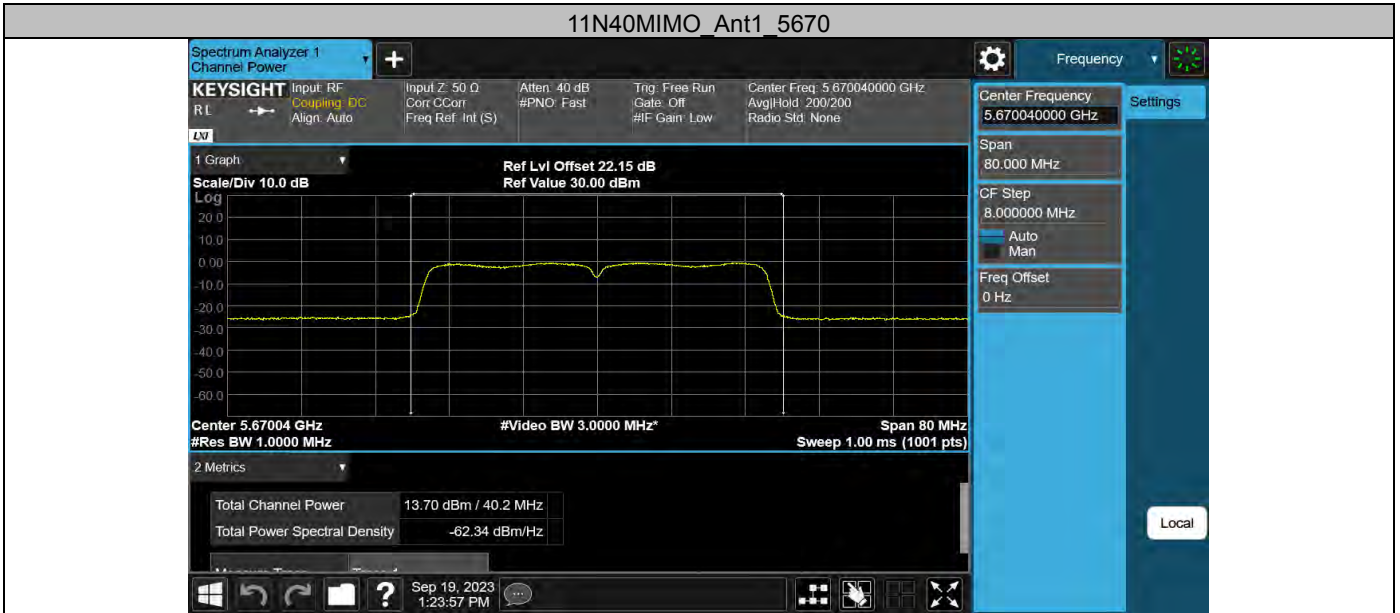 11N40MIMO_Ant1_5670
Spectrum Analyzer 1
Channel Power
Frequency
KEYSIGHT
RL
LXI
Input: RF
Coupling: DC
Align: Auto
Input Z: 50 Ω
Corr CCorr
Freq Ref: Int (S)
Atten: 40 dB
#PNO: Fast
Trig: Free Run
Gate: Off
#IF Gain: Low
Center Freq: 5.670040000 GHz
Avg|Hold: 200/200
Radio Std: None
Center Frequency
5.670040000 GHz
Settings
Span
80.000 MHz
CF Step
8.000000 MHz
Auto
Man
Freq Offset
0 Hz
1 Graph
Scale/Div 10.0 dB
Ref Lvl Offset 22.15 dB
Ref Value 30.00 dBm
Log
20.0
10.0
0.00
-10.0
-20.0
-30.0
-40.0
-50.0
-60.0
Center 5.67004 GHz
#Video BW 3.0000 MHz*
Span 80 MHz
#Res BW 1.0000 MHz
Sweep 1.00 ms (1001 pts)
2 Metrics
Total Channel Power 13.70 dBm / 40.2 MHz
Total Power Spectral Density -62.34 dBm/Hz
Local
?
Sep 19, 2023
1:23:57 PM